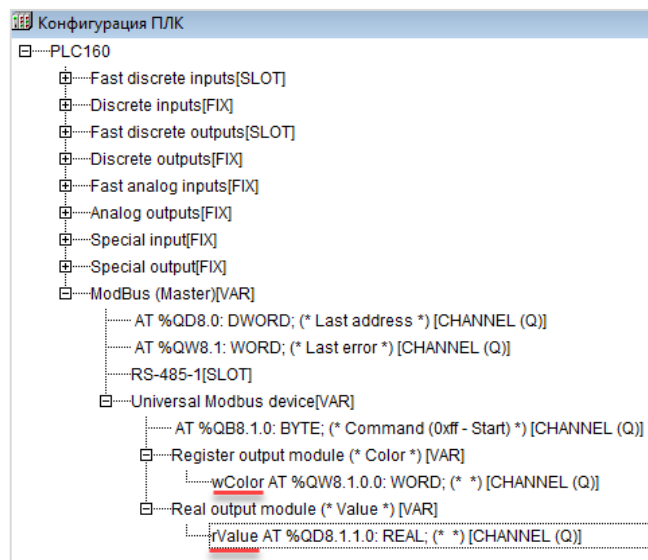 Конфигурация ПЛК
PLC160
Fast discrete inputs[SLOT]
Discrete inputs[FIX]
Fast discrete outputs[SLOT]
Discrete outputs[FIX]
Fast analog inputs[FIX]
Analog outputs[FIX]
Special input[FIX]
Special output[FIX]
ModBus (Master)[VAR]
AT %QD8.0: DWORD; (* Last address *) [CHANNEL (Q)]
AT %QW8.1: WORD; (* Last error *) [CHANNEL (Q)]
RS-485-1[SLOT]
Universal Modbus device[VAR]
AT %QB8.1.0: BYTE; (* Command (0xff - Start) *) [CHANNEL (Q)]
Register output module (* Color *) [VAR]
wColor AT %QW8.1.0.0: WORD; (* *) [CHANNEL (Q)]
Real output module (* Value *) [VAR]
rValue AT %QD8.1.1.0: REAL; (* *) [CHANNEL (Q)]